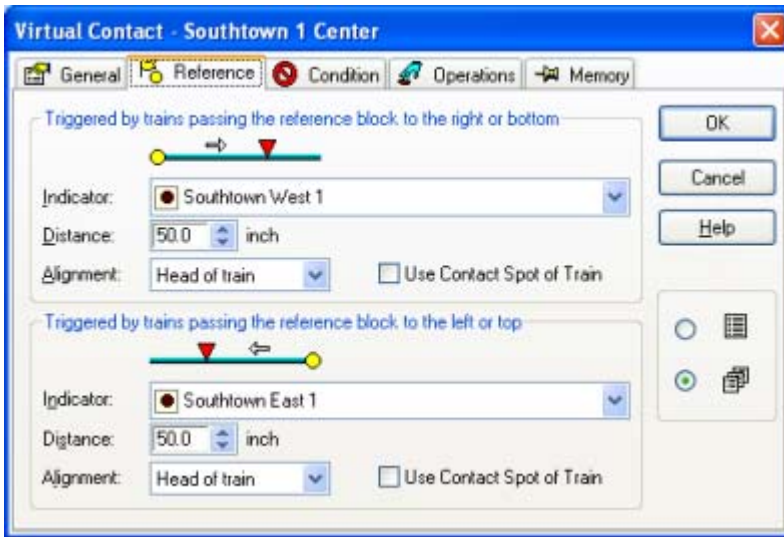 Virtual Contact - Southtown 1 Center
General Reference Condition Operations Memory
Triggered by trains passing the reference block to the right or bottom
Indicator: Southtown West 1
Distance: 50.0 inch
Alignment: Head of train Use Contact Spot of Train
Triggered by trains passing the reference block to the left or top
Indicator: Southtown East 1
Distance: 50.0 inch
Alignment: Head of train Use Contact Spot of Train
OK
Cancel
Help